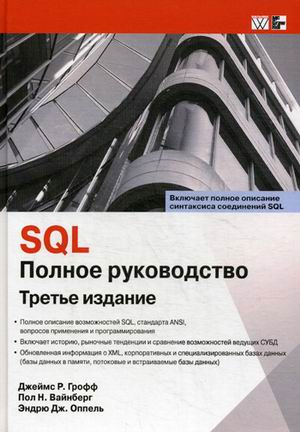 Включает полное описание
синтаксиса соединений SQL
SQL
Полное руководство
Третье издание
• Полное описание возможностей SQL, стандарта ANSI,
вопросов применения и программирования
• Включает историю, рыночные тенденции и сравнение возможностей ведущих СУБД
• Обновленная информация о XML, корпоративных и специализированных базах данных
(базы данных в памяти, потоковые и встраиваемые базы данных)
Джеймс Р. Грофф
Пол Н. Вайнберг
Эндрю Дж. Оппель